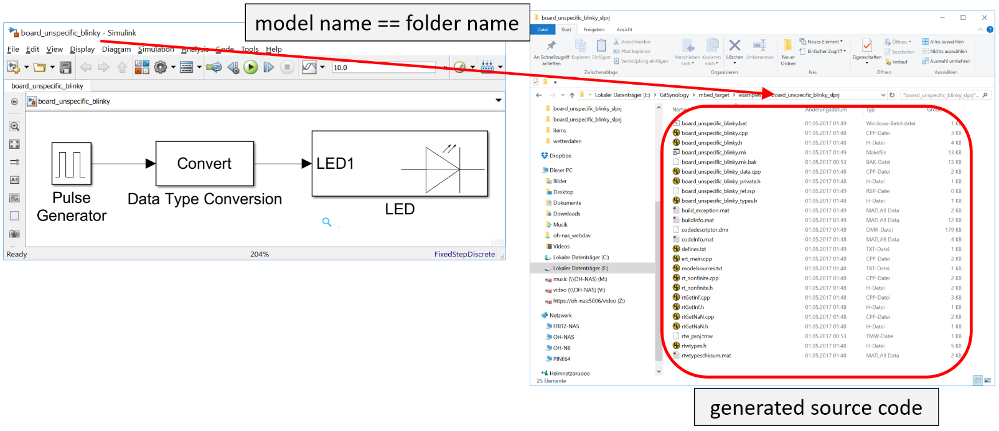 model name == folder name
board_unspecific_blinky - Simulink
File Edit View Display Diagram Simulation Analysis Code Tools Help
10.0
»
board_unspecific_blinky
board_unspecific_blinky
Pulse
Generator
Convert
Data Type Conversion
LED1
LED
Ready 204% FixedStepDiscrete
board_unspecific_blinky_slprj
Datei Start Freigeben Ansicht
An Schnellzugriff
anheften
Kopieren Einfügen
Ausschneiden
Pfad kopieren
Verknüpfung einfügen
Zwischenablage
Verschieben
nach
Kopieren
nach
Löschen Umbenennen
Organisieren
Neuer
Ordner
Neues Element
Einfacher Zugriff
Neu
Eigenschaften
Öffnen
Bearbeiten
Verlauf
Öffnen
Alles auswählen
Nichts auswählen
Auswahl umkehren
Auswählen
« Lokaler Datenträger (E:) > GitSynology > mbed_target > examples > board_unspecific_blinky_slprj
"board_unspecific_blinky_slprj"...
board_unspecific_blinky_slprj
board_unspecific_blinky_slprj
items
wetterdaten
Dropbox
Dieser PC
Bilder
Desktop
Dokumente
Downloads
Musik
oh-nas_webdav
Videos
Lokaler Datenträger (C:)
Lokaler Datenträger (E:)
music (\\OH-NAS) (M:)
video (\\OH-NAS) (V:)
https://oh-nas:5006/video (Z:)
Netzwerk
FRITZ-NAS
OH-NAS
OH-NB
PINE64
Heimnetzgruppe
25 Elemente
Name Änderungsdatum Typ Größe
board_unspecific_blinky.bat 01.05.2017 01:49 Windows-Batchdatei 1 KB
board_unspecific_blinky.cpp 01.05.2017 01:48 CPP-Datei 3 KB
board_unspecific_blinky.h 01.05.2017 01:48 H-Datei 4 KB
board_unspecific_blinky.mk 01.05.2017 01:49 Makefile 13 KB
board_unspecific_blinky.mk.bak 01.05.2017 00:53 BAK-Datei 13 KB
board_unspecific_blinky_data.cpp 01.05.2017 01:48 CPP-Datei 2 KB
board_unspecific_blinky_private.h 01.05.2017 01:48 H-Datei 1 KB
board_unspecific_blinky_ref.rsp 01.05.2017 01:49 RSP-Datei 0 KB
board_unspecific_blinky_types.h 01.05.2017 01:48 H-Datei 1 KB
build_exception.mat 01.05.2017 01:49 MATLAB Data 2 KB
buildInfo.mat 01.05.2017 01:49 MATLAB Data 12 KB
codedescriptor.dmr 01.05.2017 01:48 DMR-Datei 179 KB
codeInfo.mat 01.05.2017 01:48 MATLAB Data 4 KB
defines.txt 01.05.2017 01:49 TXT-Datei 1 KB
ert_main.cpp 01.05.2017 01:48 CPP-Datei 2 KB
modelsources.txt 01.05.2017 01:48 TXT-Datei 1 KB
rt_nonfinite.cpp 01.05.2017 01:48 CPP-Datei 2 KB
rt_nonfinite.h 01.05.2017 01:48 H-Datei 2 KB
rtGetInf.cpp 01.05.2017 01:48 CPP-Datei 3 KB
rtGetInf.h 01.05.2017 01:48 H-Datei 1 KB
rtGetNaN.cpp 01.05.2017 01:48 CPP-Datei 2 KB
rtGetNaN.h 01.05.2017 01:48 H-Datei 1 KB
rtw_proj.tmw 01.05.2017 00:53 TMW-Datei 1 KB
rtwtypes.h 01.05.2017 01:48 H-Datei 5 KB
rtwtypeschksum.mat 01.05.2017 01:48 MATLAB Data 2 KB
generated source code